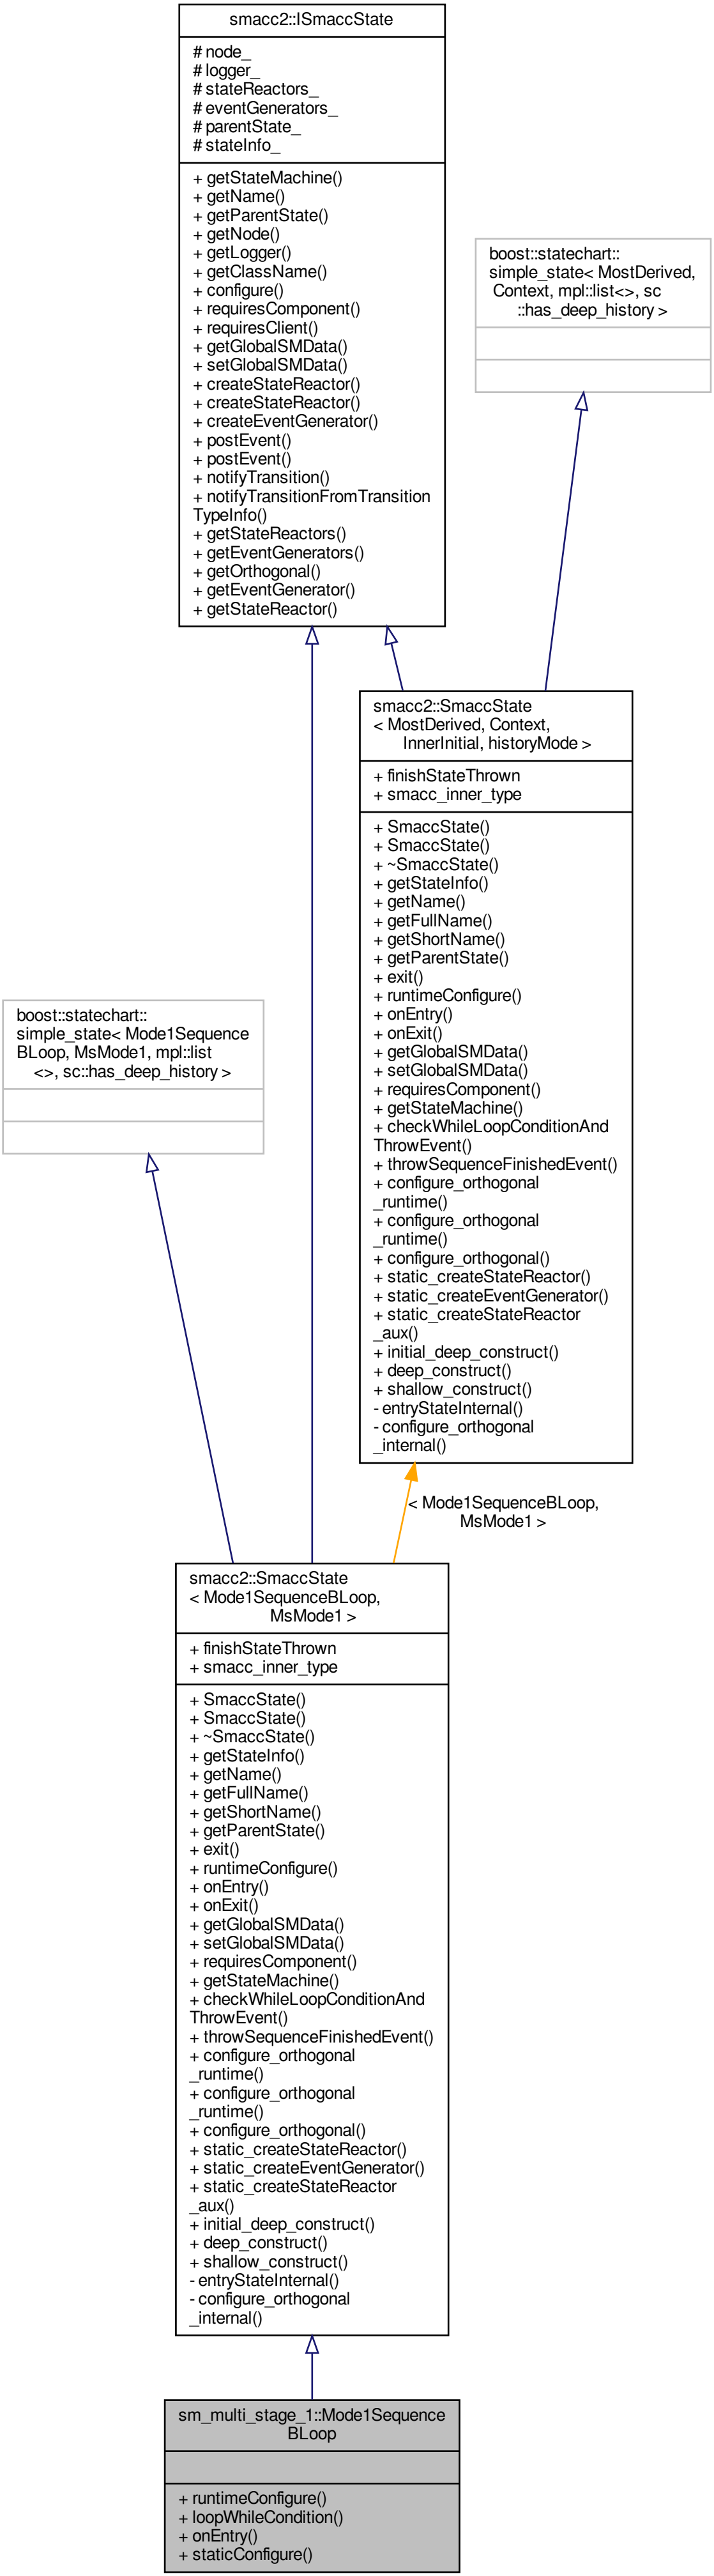 smacc2::ISmaccState
# node_
# logger_
# stateReactors_
# eventGenerators_
# parentState_
# stateInfo_
+ getStateMachine()
+ getName()
+ getParentState()
+ getNode()
+ getLogger()
+ getClassName()
+ configure()
+ requiresComponent()
+ requiresClient()
+ getGlobalSMData()
+ setGlobalSMData()
+ createStateReactor()
+ createStateReactor()
+ createEventGenerator()
+ postEvent()
+ postEvent()
+ notifyTransition()
+ notifyTransitionFromTransition
TypeInfo()
+ getStateReactors()
+ getEventGenerators()
+ getOrthogonal()
+ getEventGenerator()
+ getStateReactor()
boost::statechart::
simple_state< MostDerived,
Context, mpl::list<>, sc
::has_deep_history >
smacc2::SmaccState
< MostDerived, Context,
InnerInitial, historyMode >
+ finishStateThrown
+ smacc_inner_type
+ SmaccState()
+ SmaccState()
+ ~SmaccState()
+ getStateInfo()
+ getName()
+ getFullName()
+ getShortName()
+ getParentState()
+ exit()
+ runtimeConfigure()
+ onEntry()
+ onExit()
+ getGlobalSMData()
+ setGlobalSMData()
+ requiresComponent()
+ getStateMachine()
+ checkWhileLoopConditionAnd
ThrowEvent()
+ throwSequenceFinishedEvent()
+ configure_orthogonal
_runtime()
+ configure_orthogonal
_runtime()
+ configure_orthogonal()
+ static_createStateReactor()
+ static_createEventGenerator()
+ static_createStateReactor
_aux()
+ initial_deep_construct()
+ deep_construct()
+ shallow_construct()
- entryStateInternal()
- configure_orthogonal
_internal()
boost::statechart::
simple_state< Mode1Sequence
BLoop, MsMode1, mpl::list
<>, sc::has_deep_history >
< Mode1SequenceBLoop,
MsMode1 >
smacc2::SmaccState
< Mode1SequenceBLoop,
MsMode1 >
+ finishStateThrown
+ smacc_inner_type
+ SmaccState()
+ SmaccState()
+ ~SmaccState()
+ getStateInfo()
+ getName()
+ getFullName()
+ getShortName()
+ getParentState()
+ exit()
+ runtimeConfigure()
+ onEntry()
+ onExit()
+ getGlobalSMData()
+ setGlobalSMData()
+ requiresComponent()
+ getStateMachine()
+ checkWhileLoopConditionAnd
ThrowEvent()
+ throwSequenceFinishedEvent()
+ configure_orthogonal
_runtime()
+ configure_orthogonal
_runtime()
+ configure_orthogonal()
+ static_createStateReactor()
+ static_createEventGenerator()
+ static_createStateReactor
_aux()
+ initial_deep_construct()
+ deep_construct()
+ shallow_construct()
- entryStateInternal()
- configure_orthogonal
_internal()
sm_multi_stage_1::Mode1Sequence
BLoop
+ runtimeConfigure()
+ loopWhileCondition()
+ onEntry()
+ staticConfigure()